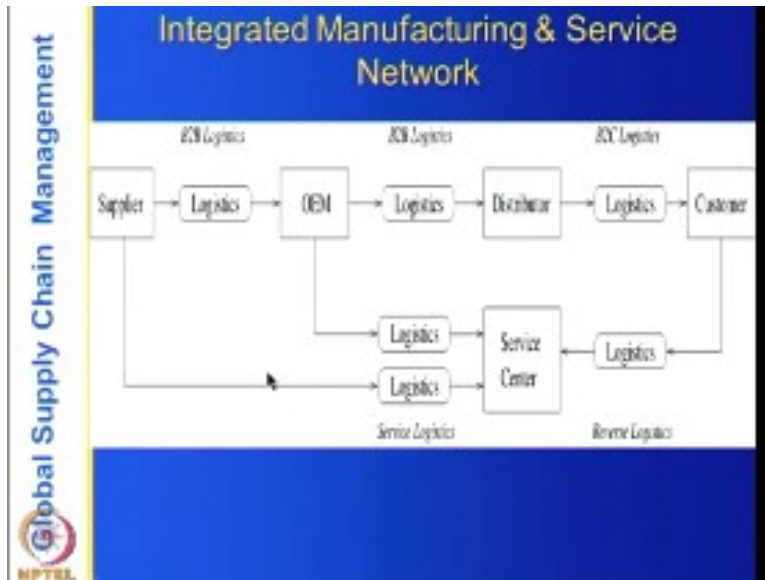 Integrated Manufacturing & Service
Network
Global Supply Chain Management
B2B Logistics
B2B Logistics
B2C Logistics
Supplier
Logistics
OEM
Logistics
Distributor
Logistics
Customer
Logistics
Logistics
Service
Center
Logistics
Service Logistics
Reverse Logistics
NPTEL